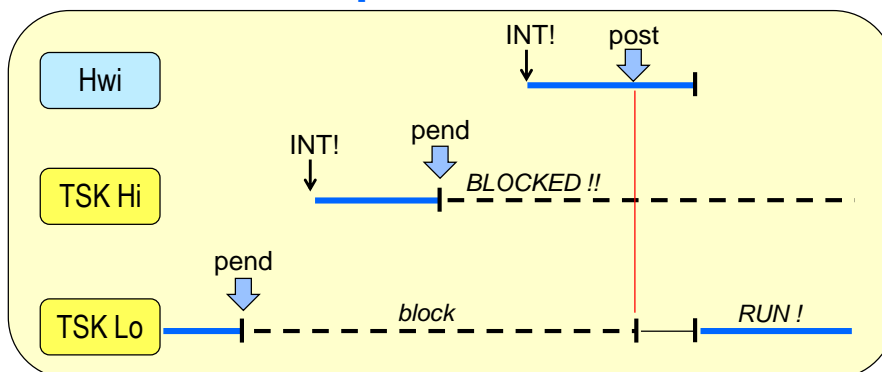 INT!
post
Hwi
INT!
pend
TSK Hi
BLOCKED !!
pend
TSK Lo
block
RUN !